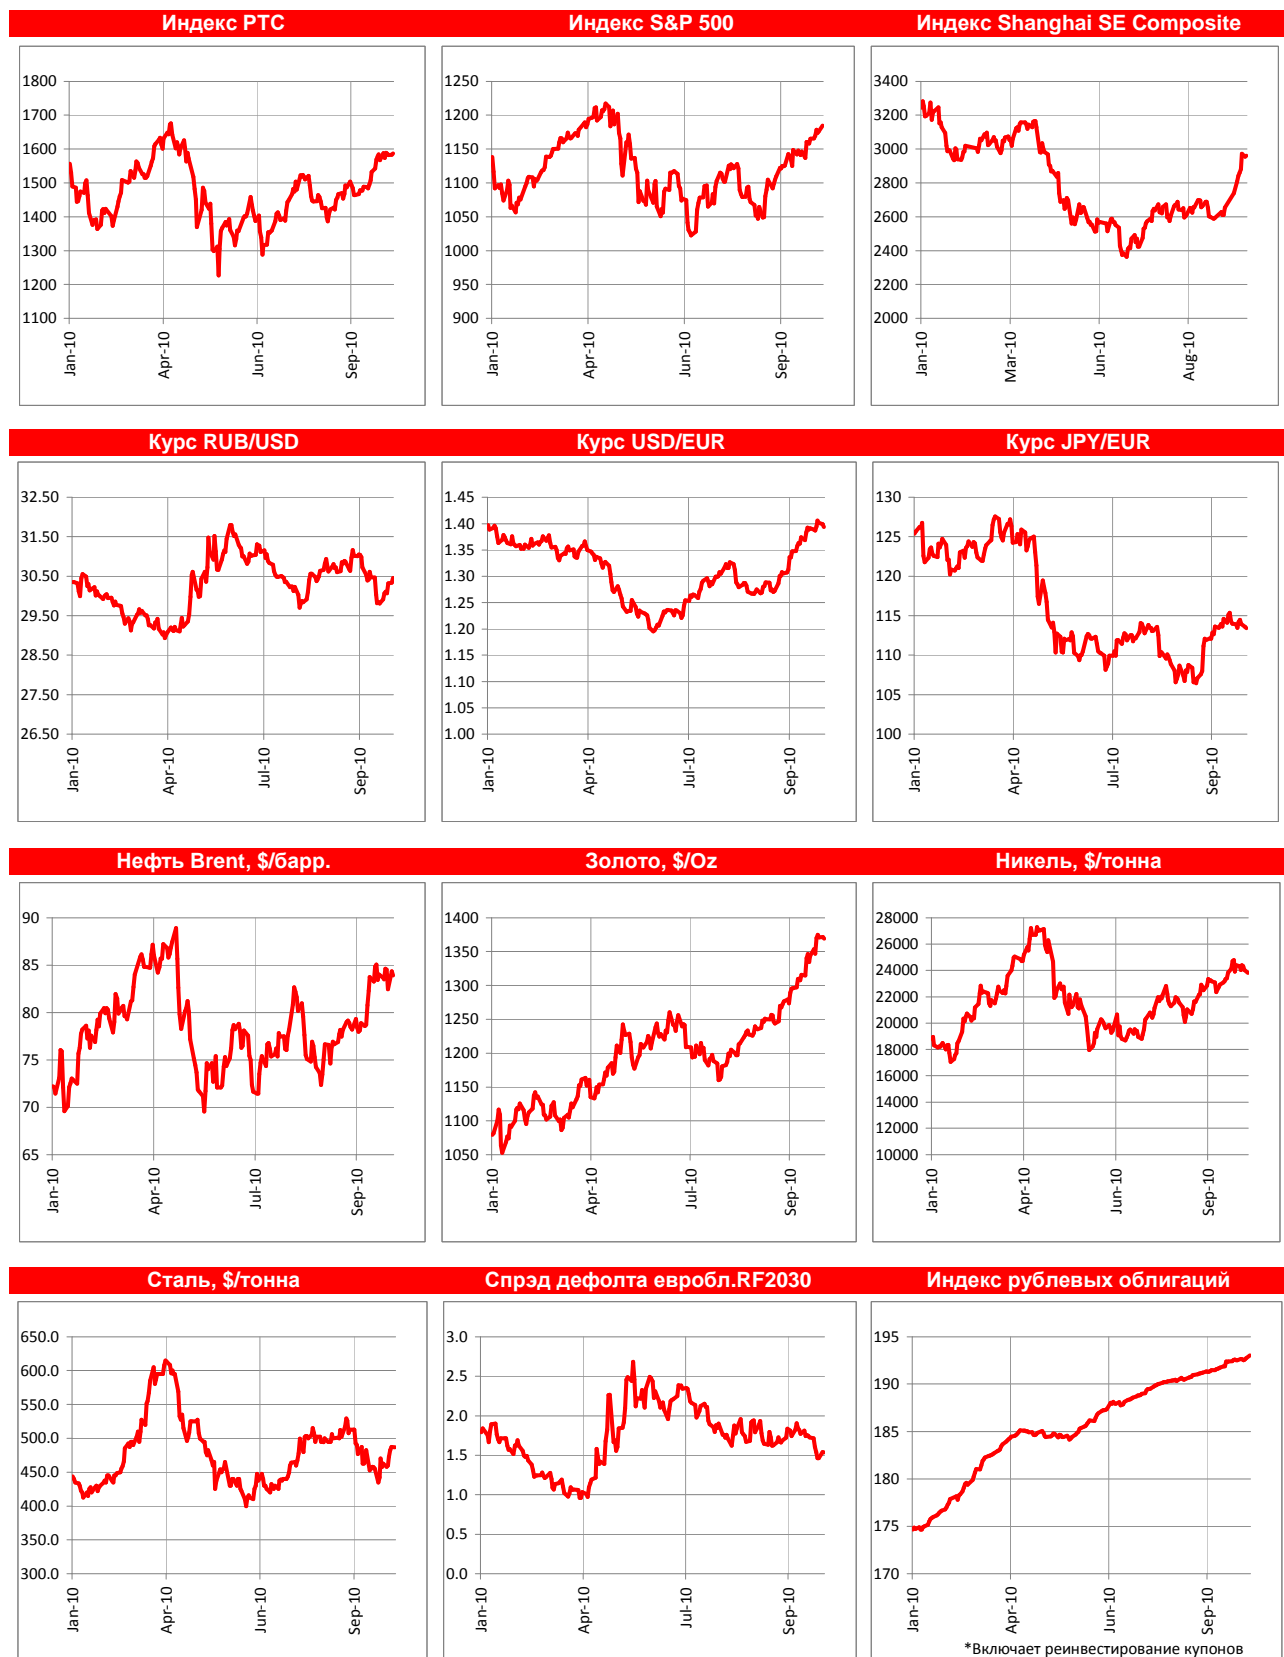 Индекс РТС
Индекс S&P 500
Индекс Shanghai SE Composite
1800
1700
1600
1500
1400
1300
1200
1100
Jan-10
Apr-10
Jun-10
Sep-10
1250
1200
1150
1100
1050
1000
950
900
Jan-10
Apr-10
Jun-10
Sep-10
3400
3200
3000
2800
2600
2400
2200
2000
Jan-10
Mar-10
Jun-10
Aug-10
Курс RUB/USD
Курс USD/EUR
Курс JPY/EUR
32.50
31.50
30.50
29.50
28.50
27.50
26.50
Jan-10
Apr-10
Jul-10
Sep-10
1.45
1.40
1.35
1.30
1.25
1.20
1.15
1.10
1.05
1.00
Jan-10
Apr-10
Jul-10
Sep-10
130
125
120
115
110
105
100
Jan-10
Apr-10
Jul-10
Sep-10
Нефть Brent, $/барр.
Золото, $/Oz
Никель, $/тонна
90
85
80
75
70
65
Jan-10
Apr-10
Jul-10
Sep-10
1400
1350
1300
1250
1200
1150
1100
1050
Jan-10
Apr-10
Jul-10
Sep-10
28000
26000
24000
22000
20000
18000
16000
14000
12000
10000
Jan-10
Apr-10
Jun-10
Sep-10
Сталь, $/тонна
Спрэд дефолта евробл.RF2030
Индекс рублевых облигаций
650.0
600.0
550.0
500.0
450.0
400.0
350.0
300.0
Jan-10
Apr-10
Jun-10
Sep-10
3.0
2.5
2.0
1.5
1.0
0.5
0.0
Jan-10
Apr-10
Jul-10
Sep-10
195
190
185
180
175
170
Jan-10
Apr-10
Jun-10
Sep-10
*Включает реинвестирование купонов